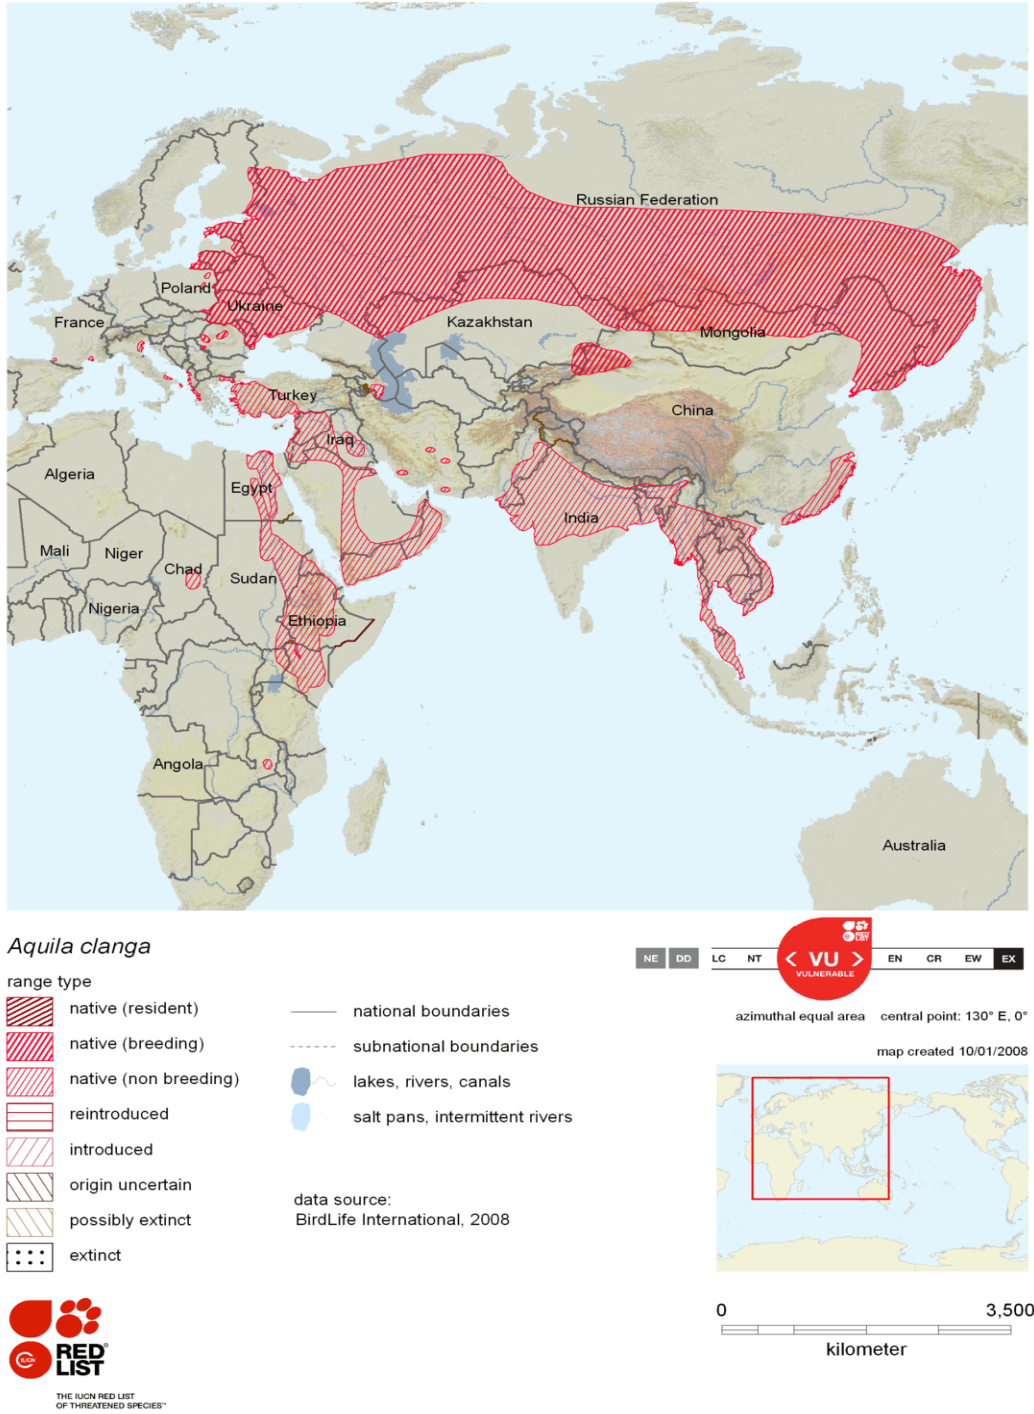 Russian Federation
Poland
Ukraine
France
Kazakhstan
Mongolia
Turkey
China
Iraq
Algeria
Egypt
India
Mali
Niger
Chad
Sudan
Nigeria
Ethiopia
Angola
Australia
Aquila clanga
range type
native (resident)
native (breeding)
native (non breeding)
reintroduced
introduced
origin uncertain
possibly extinct
extinct
national boundaries
subnational boundaries
lakes, rivers, canals
salt pans, intermittent rivers
data source:
BirdLife International, 2008
RED
LIST
NE DD LC NT < VU > EN CR EW EX
VULNERABLE
azimuthal equal area central point: 130° E, 0°
map created 10/01/2008
0 3,500
kilometer
IUCN
RED
LIST
THE IUCN RED LIST
OF THREATENED SPECIES™